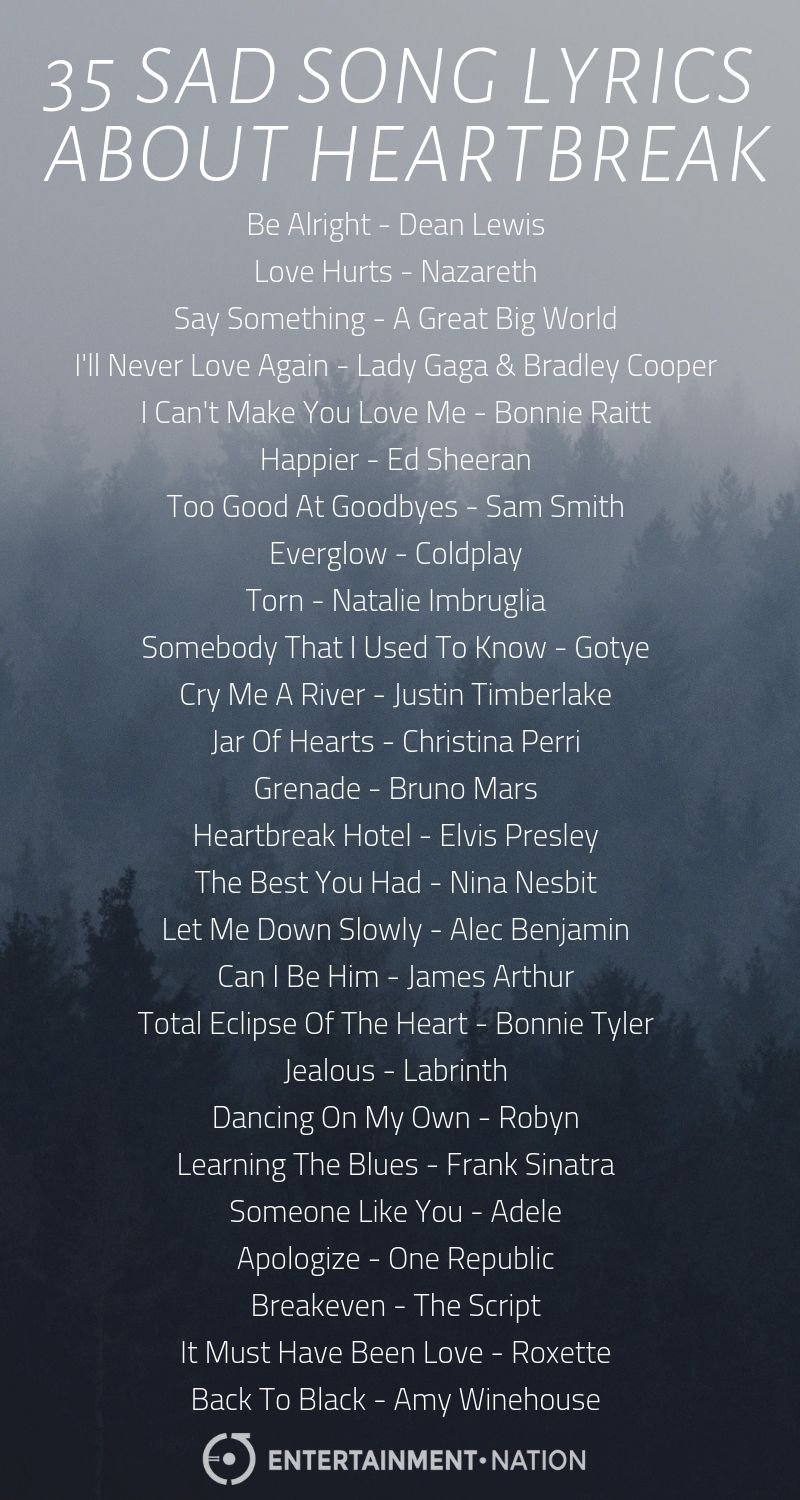 35 SAD SONG LYRICS
ABOUT HEARTBREAK
Be Alright - Dean Lewis
Love Hurts - Nazareth
Say Something - A Great Big World
I'll Never Love Again - Lady Gaga & Bradley Cooper
I Can't Make You Love Me - Bonnie Raitt
Happier - Ed Sheeran
Too Good At Goodbyes - Sam Smith
Everglow - Coldplay
Torn - Natalie Imbruglia
Somebody That I Used To Know - Gotye
Cry Me A River - Justin Timberlake
Jar Of Hearts - Christina Perri
Grenade - Bruno Mars
Heartbreak Hotel - Elvis Presley
The Best You Had - Nina Nesbit
Let Me Down Slowly - Alec Benjamin
Can I Be Him - James Arthur
Total Eclipse Of The Heart - Bonnie Tyler
Jealous - Labrinth
Dancing On My Own - Robyn
Learning The Blues - Frank Sinatra
Someone Like You - Adele
Apologize - One Republic
Breakeven - The Script
It Must Have Been Love - Roxette
Back To Black - Amy Winehouse
ENTERTAINMENT•NATION